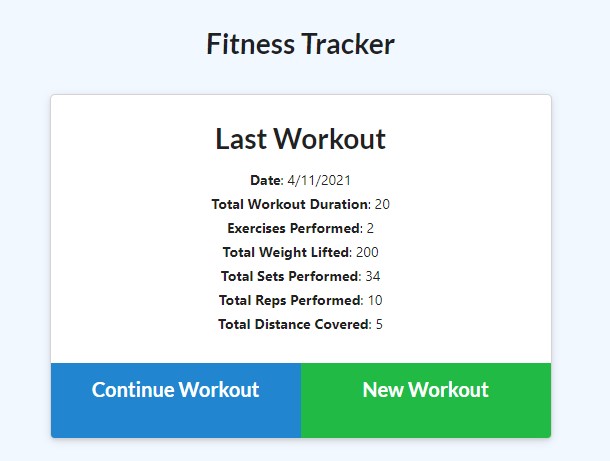 Fitness Tracker
Last Workout
Date: 4/11/2021
Total Workout Duration: 20
Exercises Performed: 2
Total Weight Lifted: 200
Total Sets Performed: 34
Total Reps Performed: 10
Total Distance Covered: 5
Continue Workout New Workout